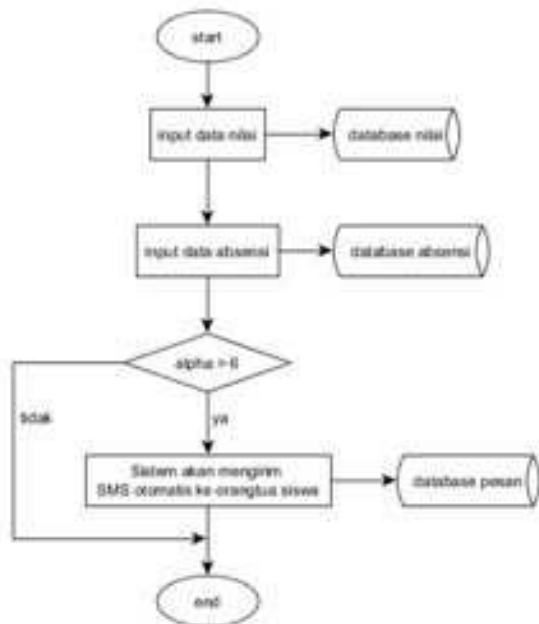 start
input data nilai
database nilai
input data absensi
database absensi
alpha > 6
tidak
ya
Sistem akan mengirim
SMS otomatis ke-orangtua siswa
database pesan
end